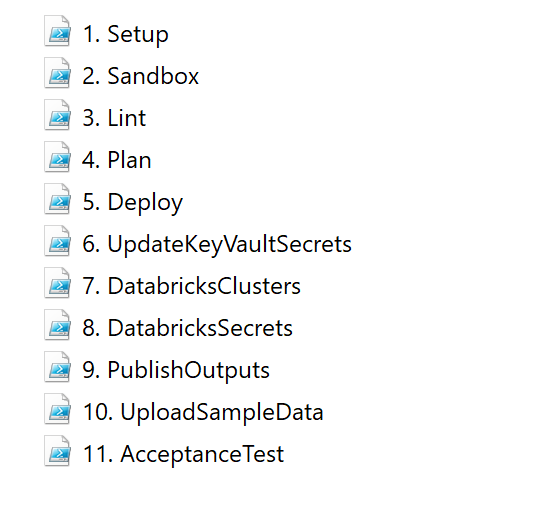 1. Setup
2. Sandbox
3. Lint
4. Plan
5. Deploy
6. UpdateKeyVaultSecrets
7. DatabricksClusters
8. DatabricksSecrets
9. PublishOutputs
10. UploadSampleData
11. AcceptanceTest